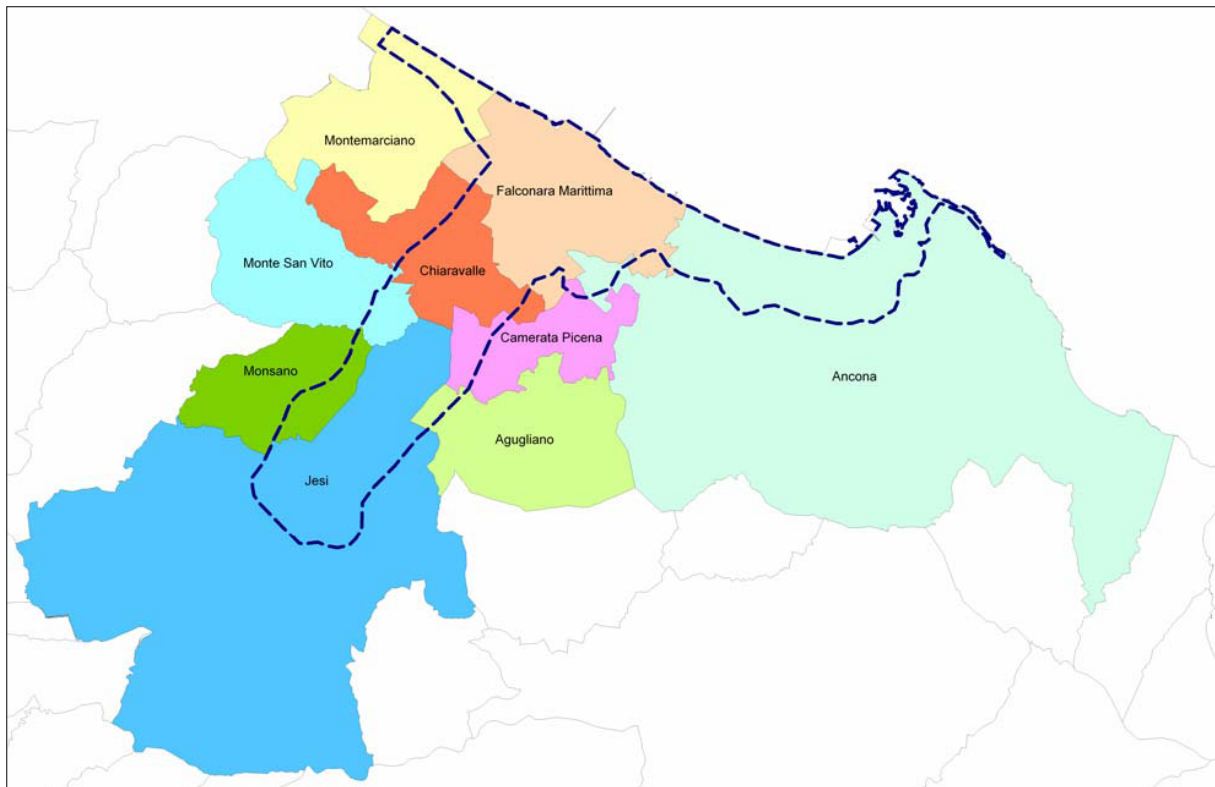 Montemarciano
Falconara Marittima
Monte San Vito
Chiaravalle
Camerata Picena
Monsano
Ancona
Agugliano
Jesi